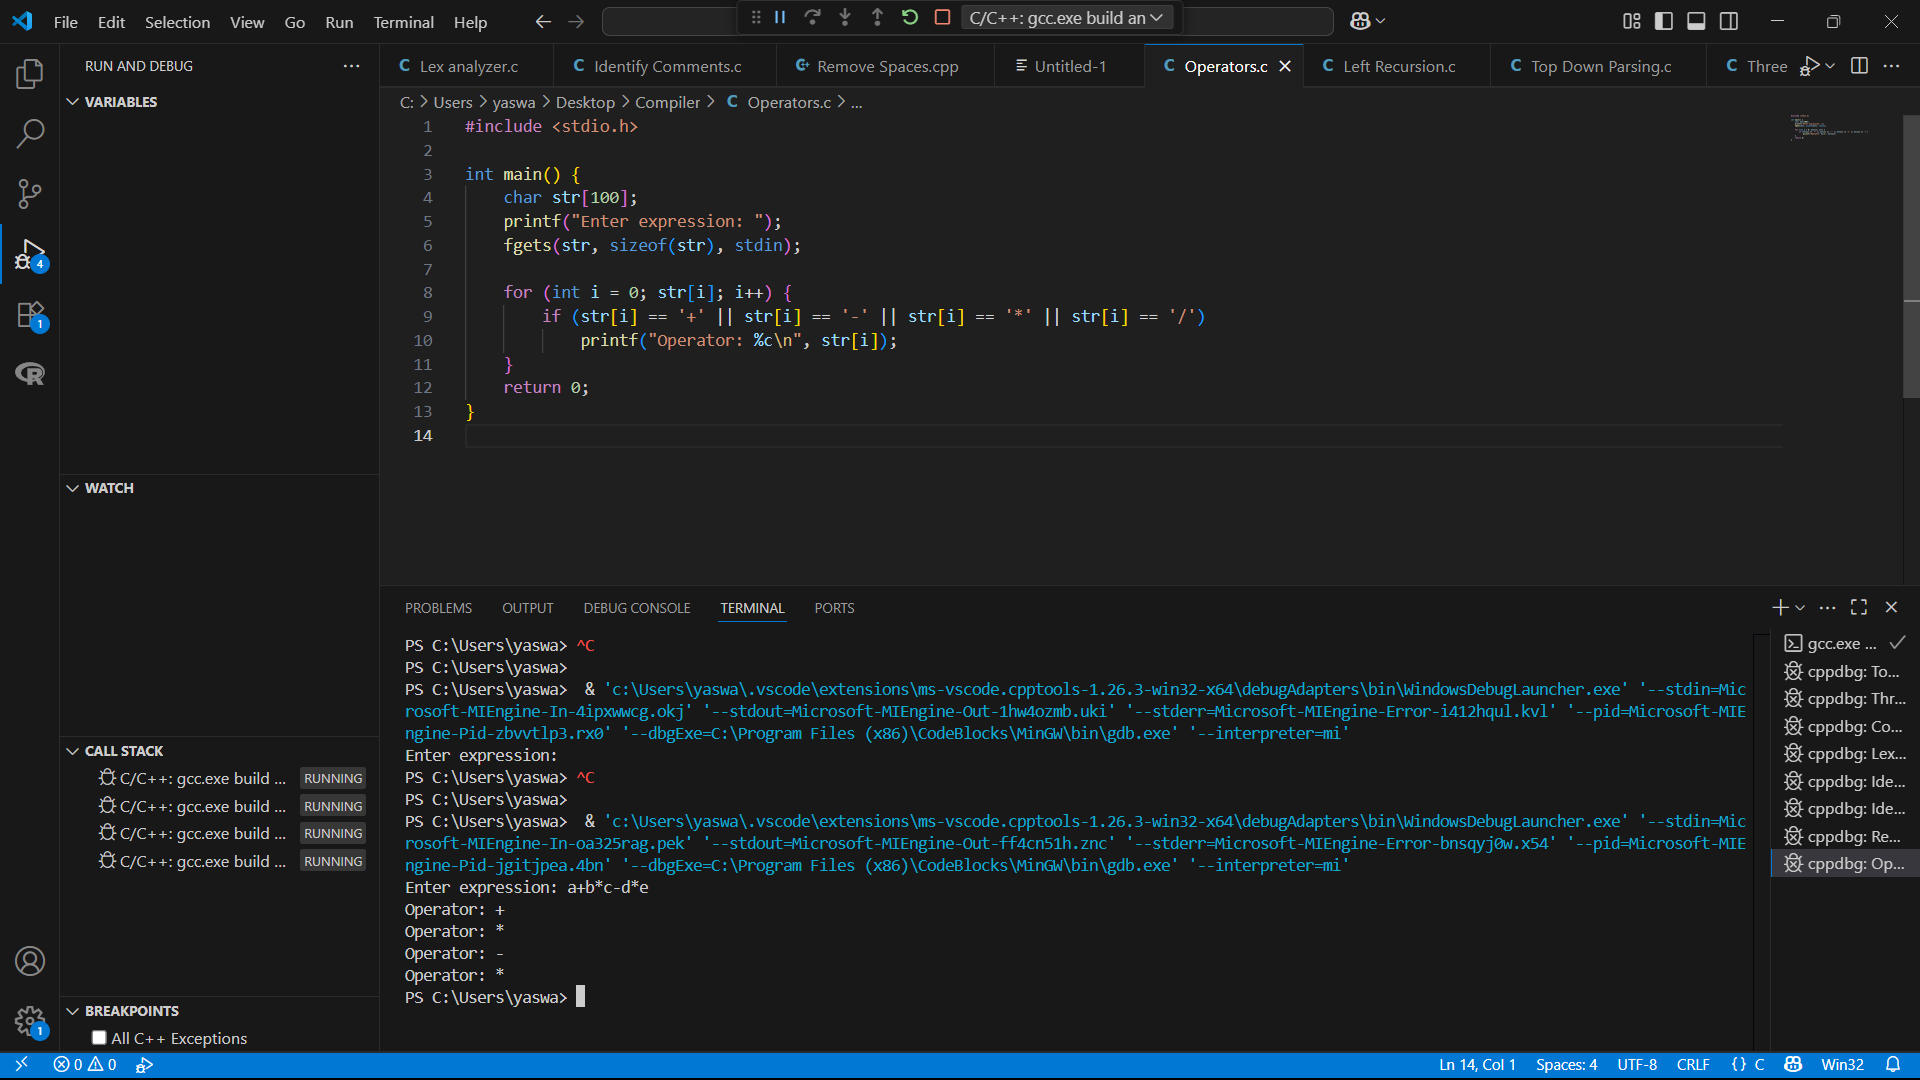 File Edit Selection View Go Run Terminal Help
C/C++: gcc.exe build an
RUN AND DEBUG
VARIABLES
WATCH
CALL STACK
C/C++: gcc.exe build ... RUNNING
C/C++: gcc.exe build ... RUNNING
C/C++: gcc.exe build ... RUNNING
C/C++: gcc.exe build ... RUNNING
BREAKPOINTS
All C++ Exceptions
4
1
1
C Lex analyzer.c
C Identify Comments.c
Remove Spaces.cpp
Untitled-1
C Operators.c
C Left Recursion.c
C Top Down Parsing.c
C Three
C: > Users > yaswa > Desktop > Compiler > C Operators.c > ...
1 #include <stdio.h>
2
3 int main() {
4 char str[100];
5 printf("Enter expression: ");
6 fgets(str, sizeof(str), stdin);
7
8 for (int i = 0; str[i]; i++) {
9 if (str[i] == '+' || str[i] == '-' || str[i] == '*' || str[i] == '/')
10 printf("Operator: %c\n", str[i]);
11 }
12 return 0;
13 }
14
PROBLEMS OUTPUT DEBUG CONSOLE TERMINAL PORTS
PS C:\Users\yaswa> ^C
PS C:\Users\yaswa>
PS C:\Users\yaswa>  & 'c:\Users\yaswa\.vscode\extensions\ms-vscode.cpptools-1.26.3-win32-x64\debugAdapters\bin\WindowsDebugLauncher.exe' '--stdin=Mic
rosoft-MIEngine-In-4ipxwwcg.okj' '--stdout=Microsoft-MIEngine-Out-1hw4ozmb.uki' '--stderr=Microsoft-MIEngine-Error-i412hqul.kvl' '--pid=Microsoft-MIE
ngine-Pid-zbvvtlp3.rx0' '--dbgExe=C:\Program Files (x86)\CodeBlocks\MinGW\bin\gdb.exe' '--interpreter=mi'
Enter expression:
PS C:\Users\yaswa> ^C
PS C:\Users\yaswa>
PS C:\Users\yaswa>  & 'c:\Users\yaswa\.vscode\extensions\ms-vscode.cpptools-1.26.3-win32-x64\debugAdapters\bin\WindowsDebugLauncher.exe' '--stdin=Mic
rosoft-MIEngine-In-oa325rag.pek' '--stdout=Microsoft-MIEngine-Out-ff4cn51h.znc' '--stderr=Microsoft-MIEngine-Error-bnsqyj0w.x54' '--pid=Microsoft-MIE
ngine-Pid-jgitjpea.4bn' '--dbgExe=C:\Program Files (x86)\CodeBlocks\MinGW\bin\gdb.exe' '--interpreter=mi'
Enter expression: a+b*c-d*e
Operator: +
Operator: *
Operator: -
Operator: *
PS C:\Users\yaswa>
gcc.exe ...
cppdbg: To...
cppdbg: Thr...
cppdbg: Co...
cppdbg: Lex...
cppdbg: Ide...
cppdbg: Ide...
cppdbg: Re...
cppdbg: Op...
0 0
Ln 14, Col 1 Spaces: 4 UTF-8 CRLF {} C Win32